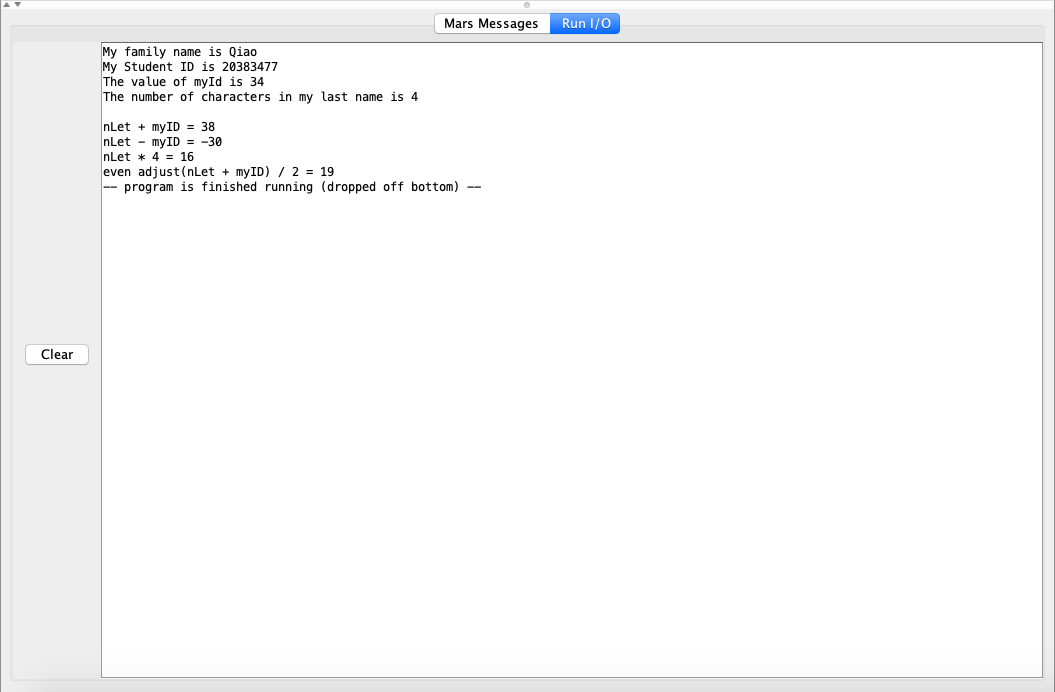 Mars Messages Run I/O
My family name is Qiao
My Student ID is 20383477
The value of myId is 34
The number of characters in my last name is 4
nLet + myID = 38
nLet - myID = -30
nLet * 4 = 16
even adjust(nLet + myID) / 2 = 19
-- program is finished running (dropped off bottom) --
Clear